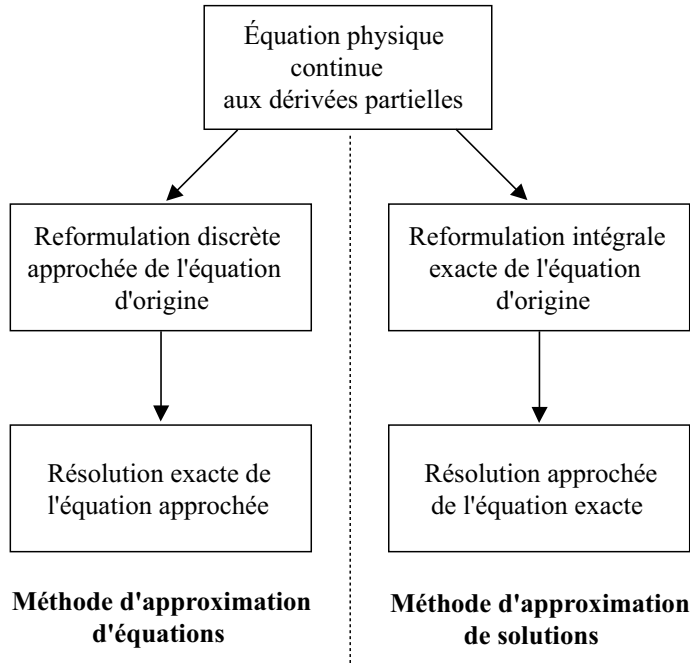 Équation physique
continue
aux dérivées partielles
Reformulation discrète
approchée de l'équation
d'origine
Résolution exacte de
l'équation approchée
Méthode d'approximation
d'équations
Reformulation intégrale
exacte de l'équation
d'origine
Résolution approchée
de l'équation exacte
Méthode d'approximation
de solutions